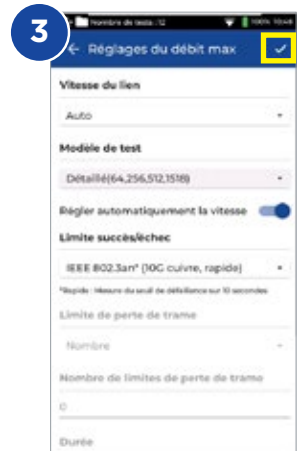 3
Nombre de tests : 12
100% 10:48
Réglages du débit max
Vitesse du lien
Auto
Modèle de test
Détaillé(64,256,512,1518)
Régler automatiquement la vitesse
Limite succès/échec
IEEE 802.3an* (10G cuivre, rapide)
*Rapide : Mesure du seuil de défaillance sur 10 secondes
Limite de perte de trame
Nombre
Nombre de limites de perte de trame
0
Durée